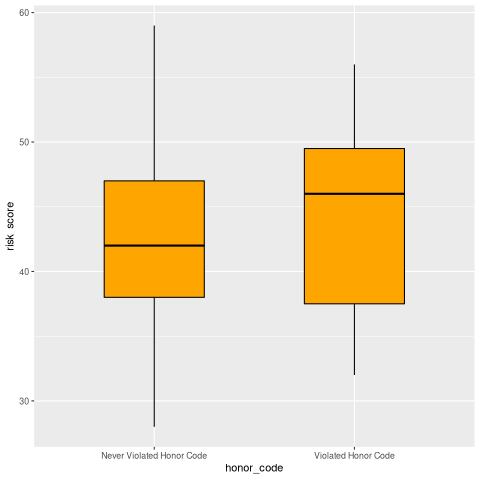 60
50
40
30
risk_score
Never Violated Honor Code
Violated Honor Code
honor_code